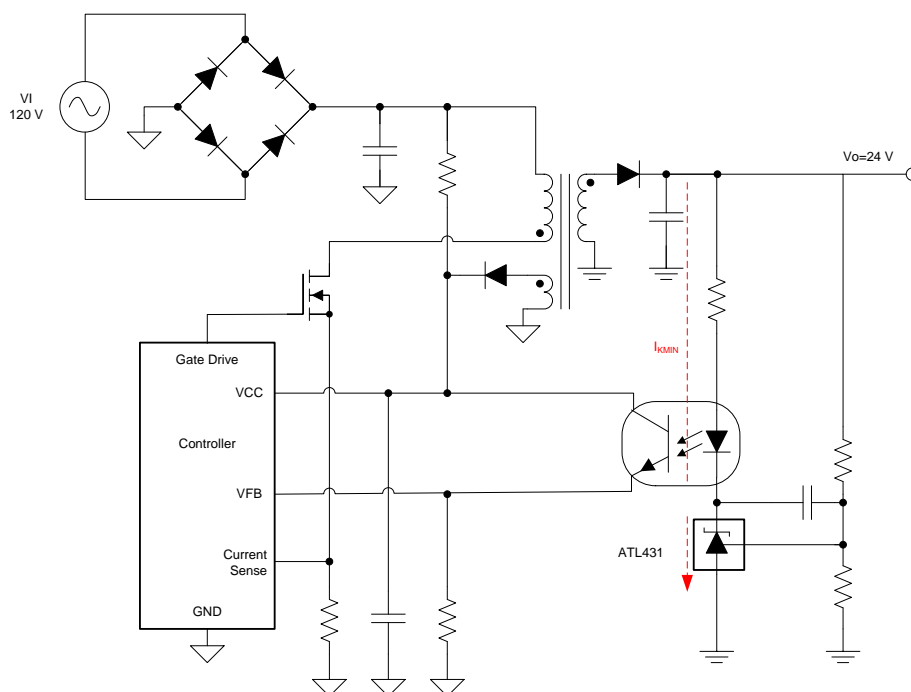 VI
120 V
Vo=24 V
IKMIN
Gate Drive
VCC
Controller
VFB
Current
Sense
GND
ATL431